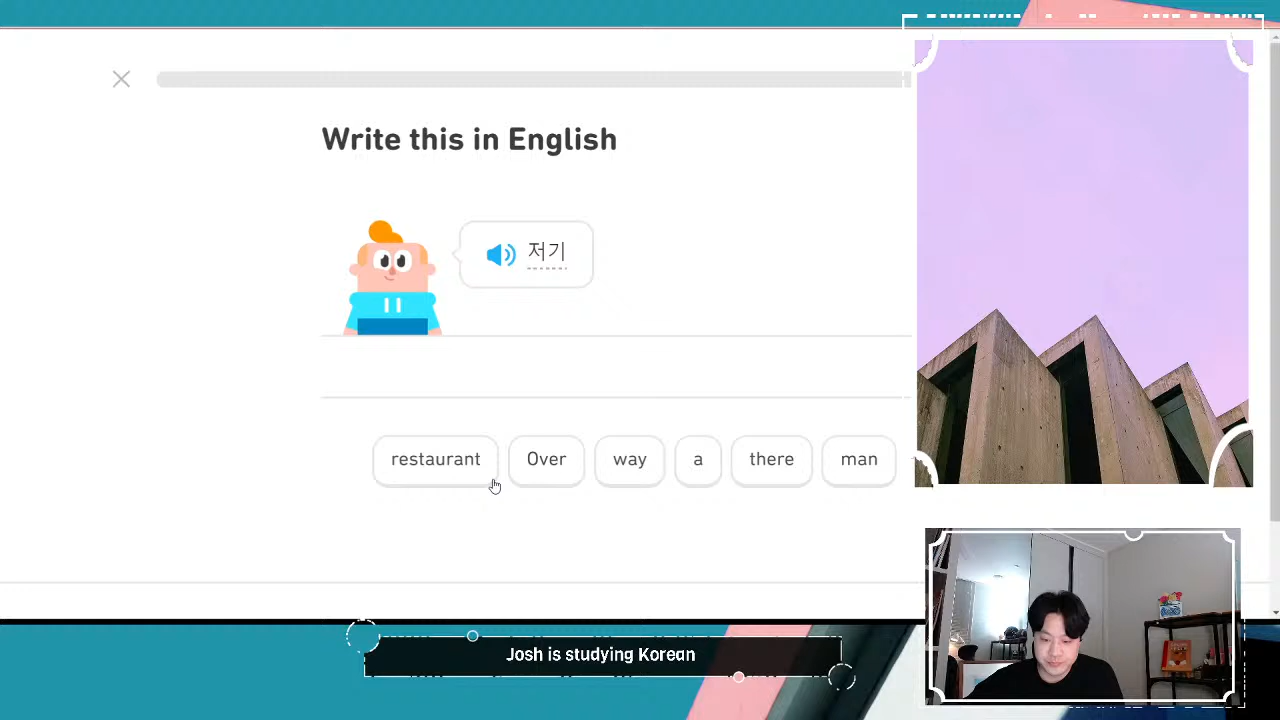 Write this in English
저기
restaurant Over way a there man
Josh is studying Korean